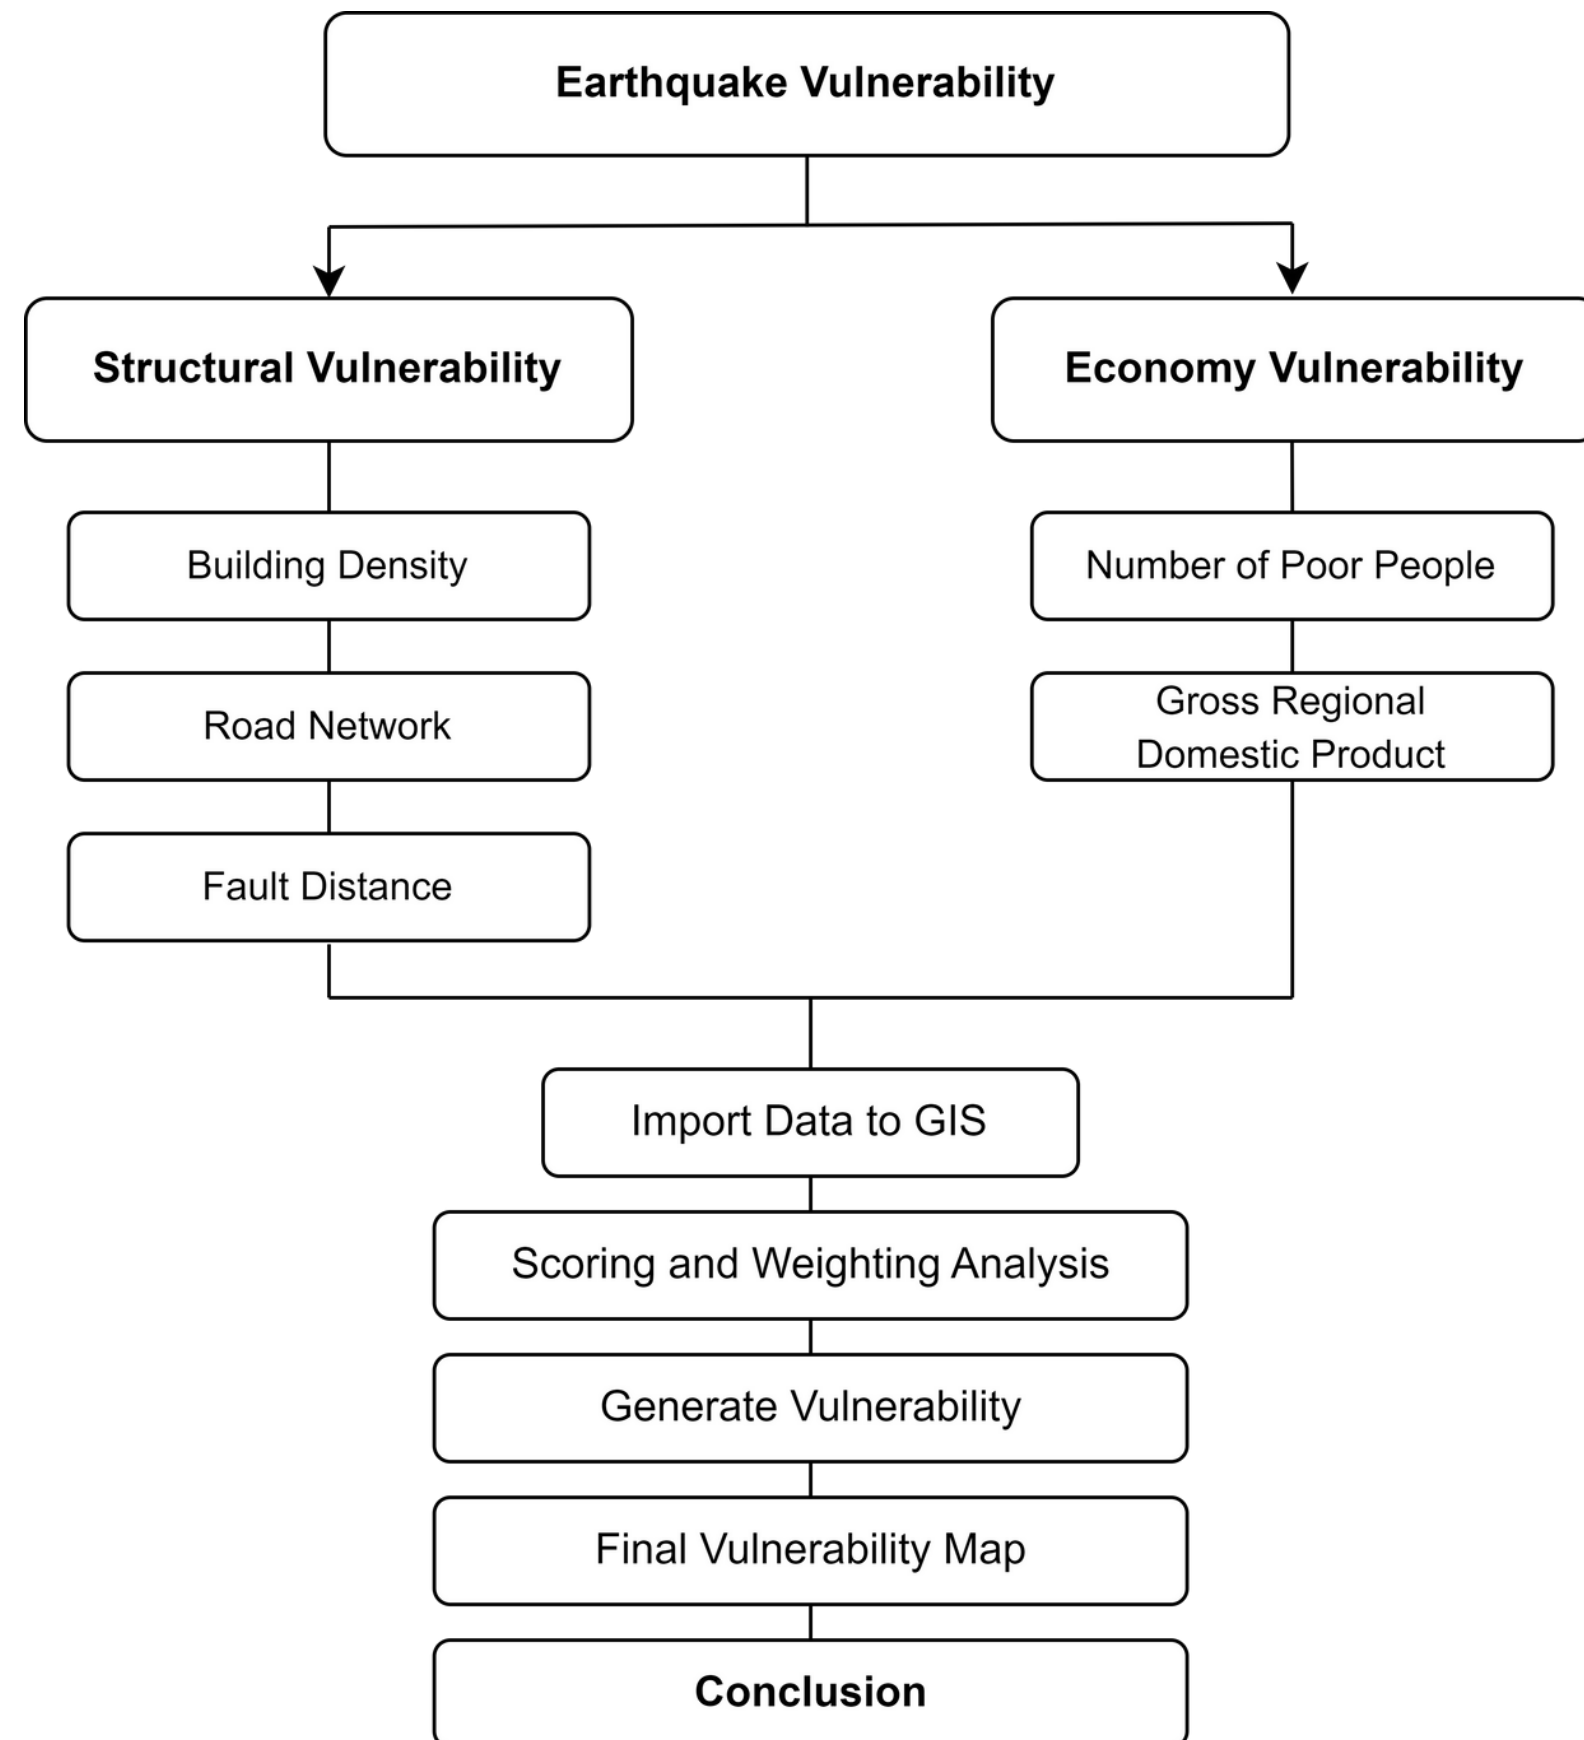 Earthquake Vulnerability
Structural Vulnerability
Economy Vulnerability
Building Density
Number of Poor People
Road Network
Gross Regional
Domestic Product
Fault Distance
Import Data to GIS
Scoring and Weighting Analysis
Generate Vulnerability
Final Vulnerability Map
Conclusion